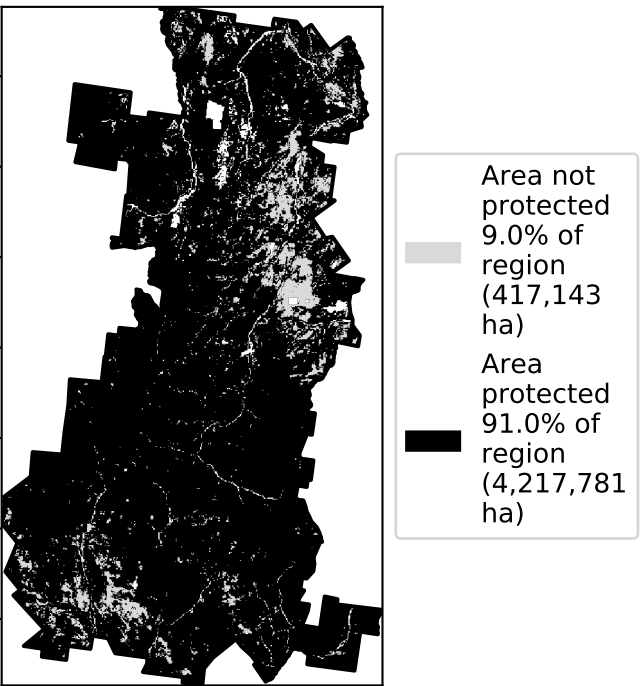 Area not
protected
9.0% of
region
(417,143
ha)
Area
protected
91.0% of
region
(4,217,781
ha)